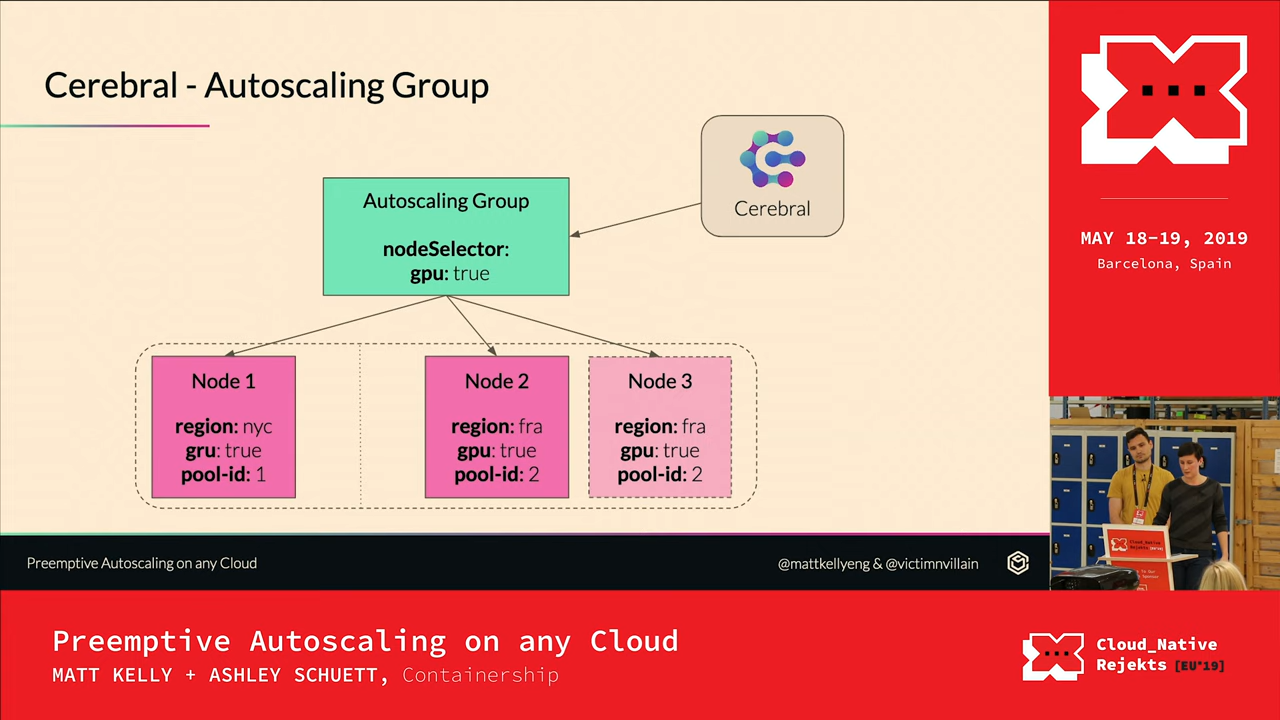 Cerebral - Autoscaling Group
Cerebral
Autoscaling Group
nodeSelector:
gpu: true
Node 1
region: nyc
gru: true
pool-id: 1
Node 2
region: fra
gpu: true
pool-id: 2
Node 3
region: fra
gpu: true
pool-id: 2
Preemptive Autoscaling on any Cloud
@mattkellyeng & @victimnvillain
MAY 18-19, 2019
Barcelona, Spain
Cloud_Native
Rejekts
Preemptive Autoscaling on any Cloud
MATT KELLY + ASHLEY SCHUETT, Containership
Cloud_Native
Rejekts [EU'19]